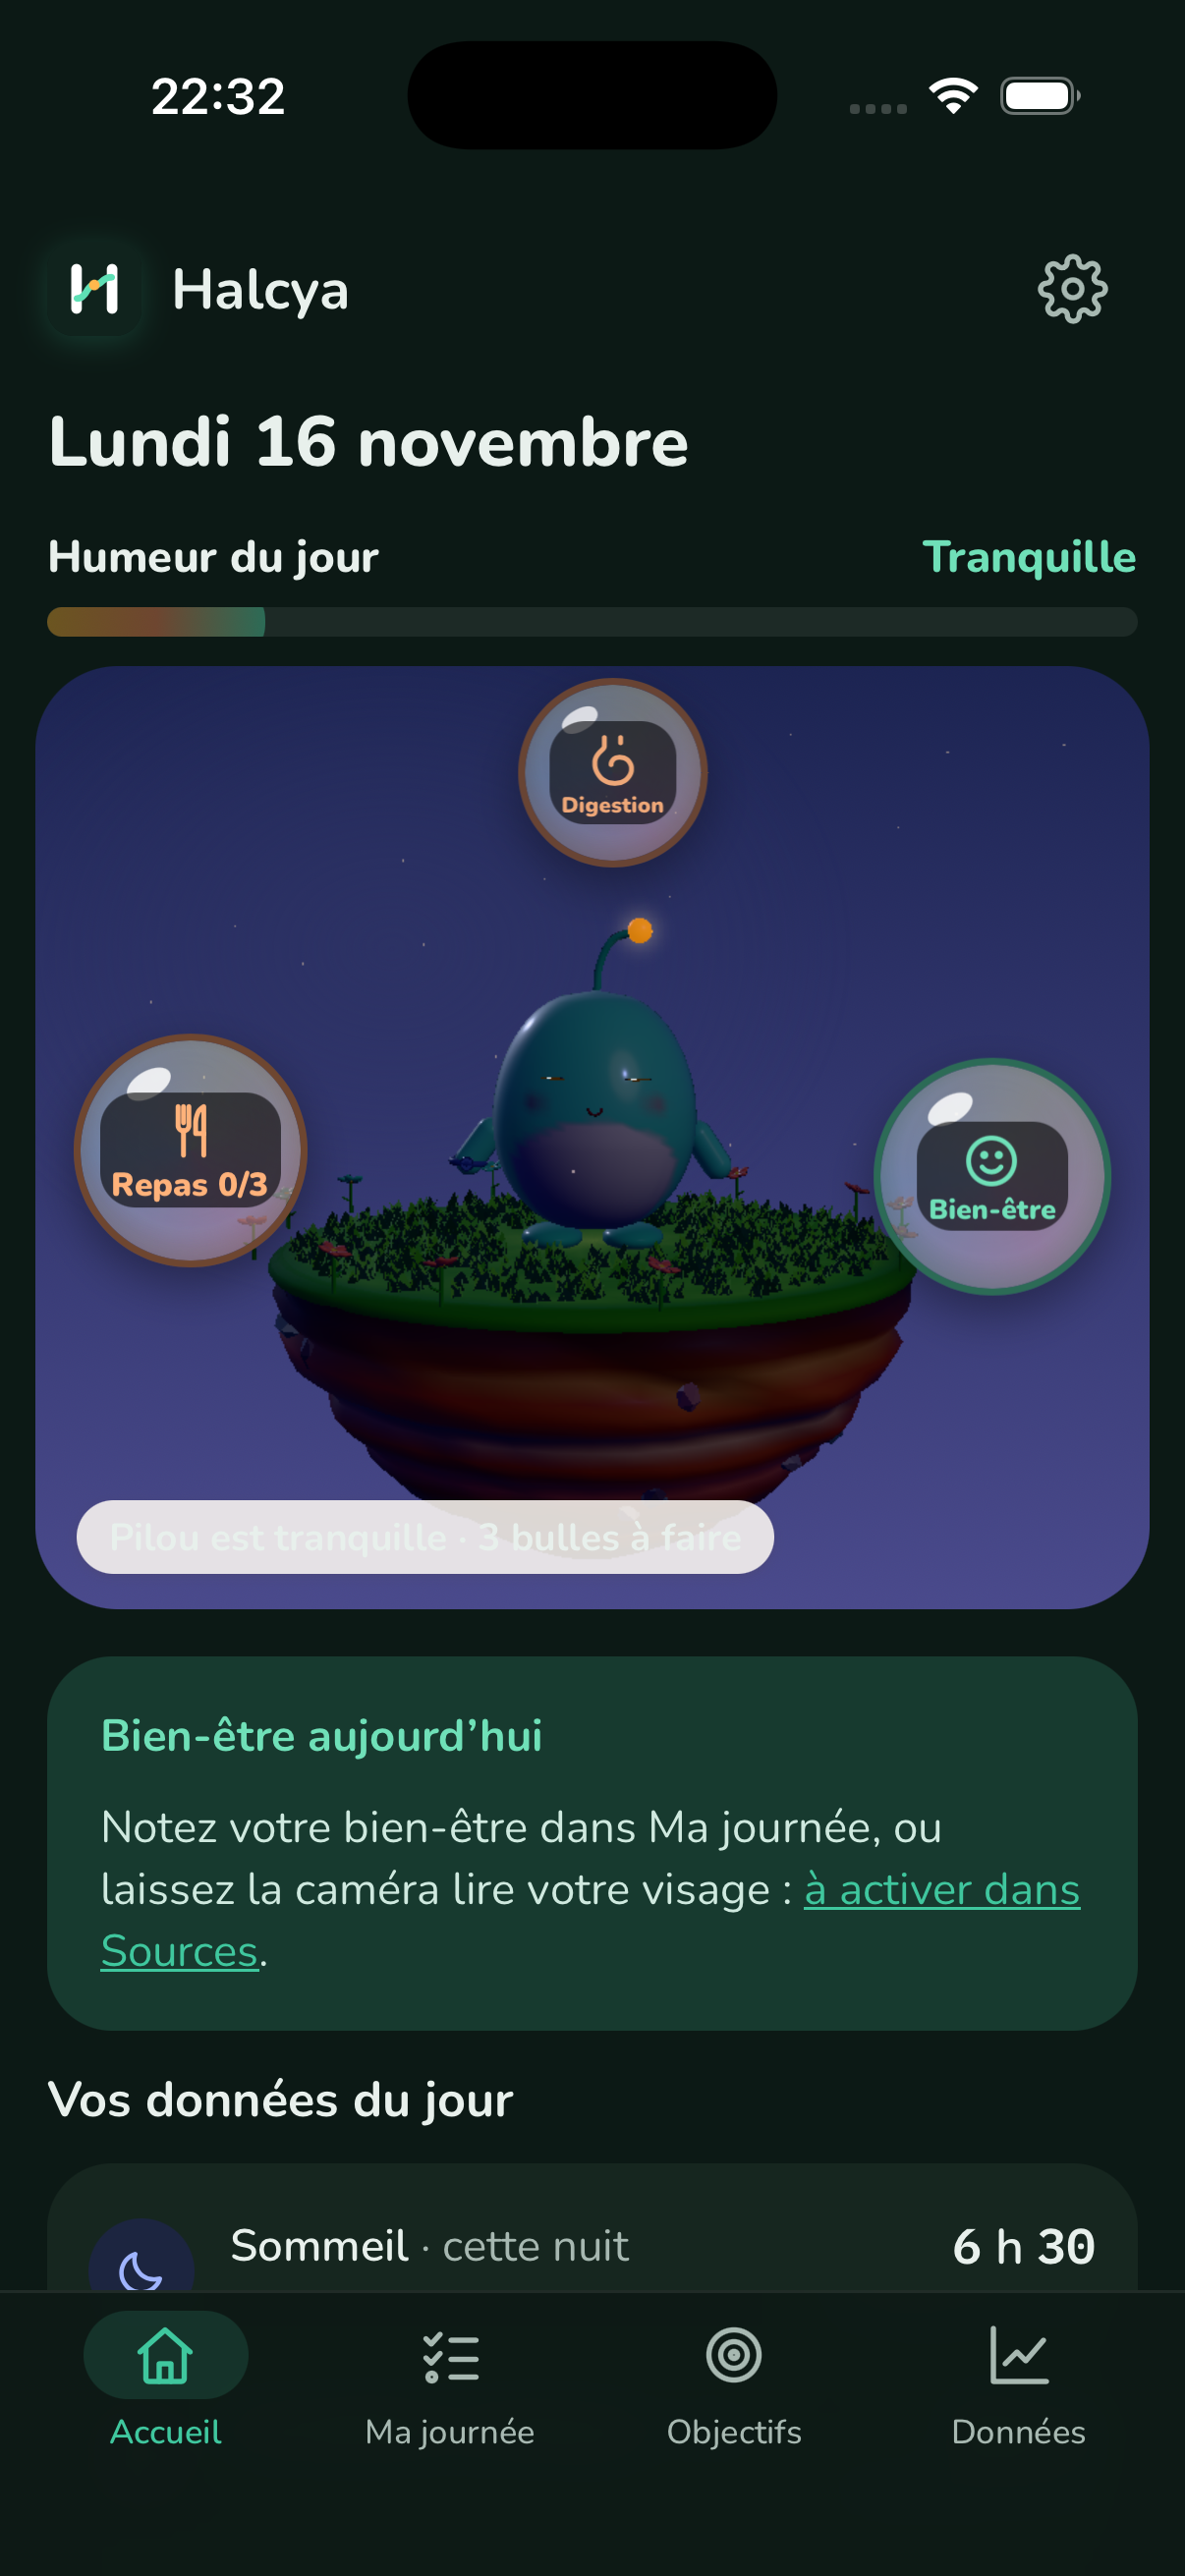 22:32
Halcya
Lundi 16 novembre
Humeur du jour
Tranquille
Digestion
Repas 0/3
Bien-être
Pilou est tranquille · 3 bulles à faire
Bien-être aujourd’hui
Notez votre bien-être dans Ma journée, ou
laissez la caméra lire votre visage : à activer dans
Sources.
Vos données du jour
Sommeil · cette nuit
6 h 30
Accueil
Ma journée
Objectifs
Données